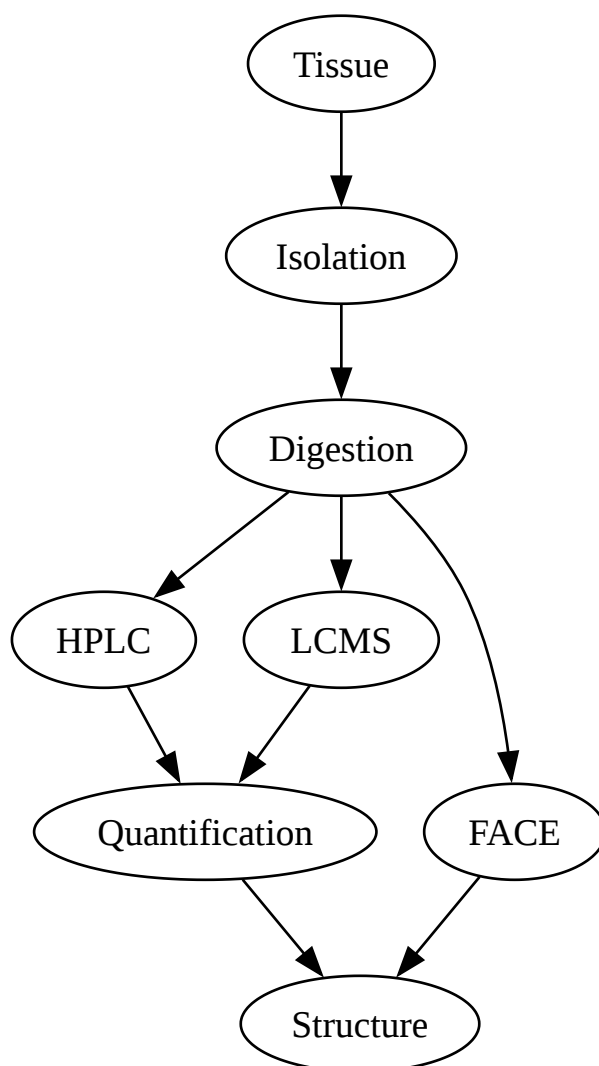 Tissue
Isolation
Digestion
HPLC
LCMS
Quantification
FACE
Structure